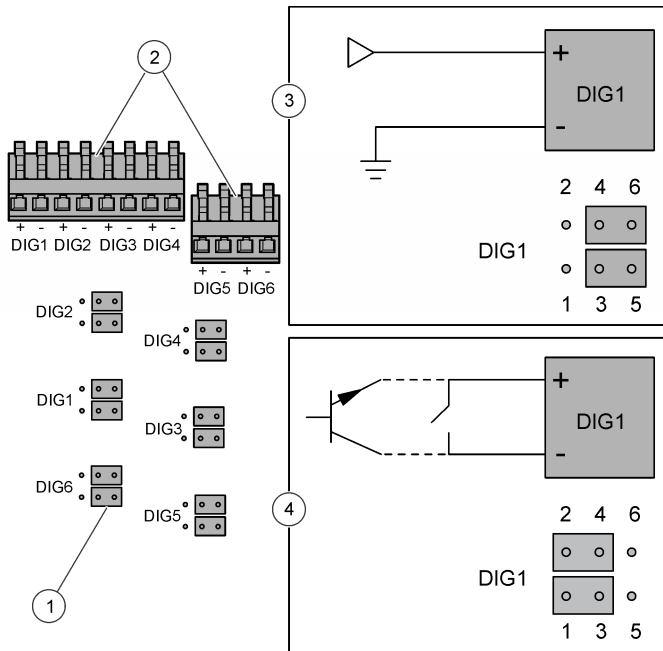 2
+ - + - + - + -
DIG1 DIG2 DIG3 DIG4
+ - + -
DIG5 DIG6
DIG2
DIG4
DIG1
DIG3
DIG6
DIG5
1
3
+
DIG1
-
2 4 6
DIG1
1 3 5
4
+
DIG1
-
2 4 6
DIG1
1 3 5